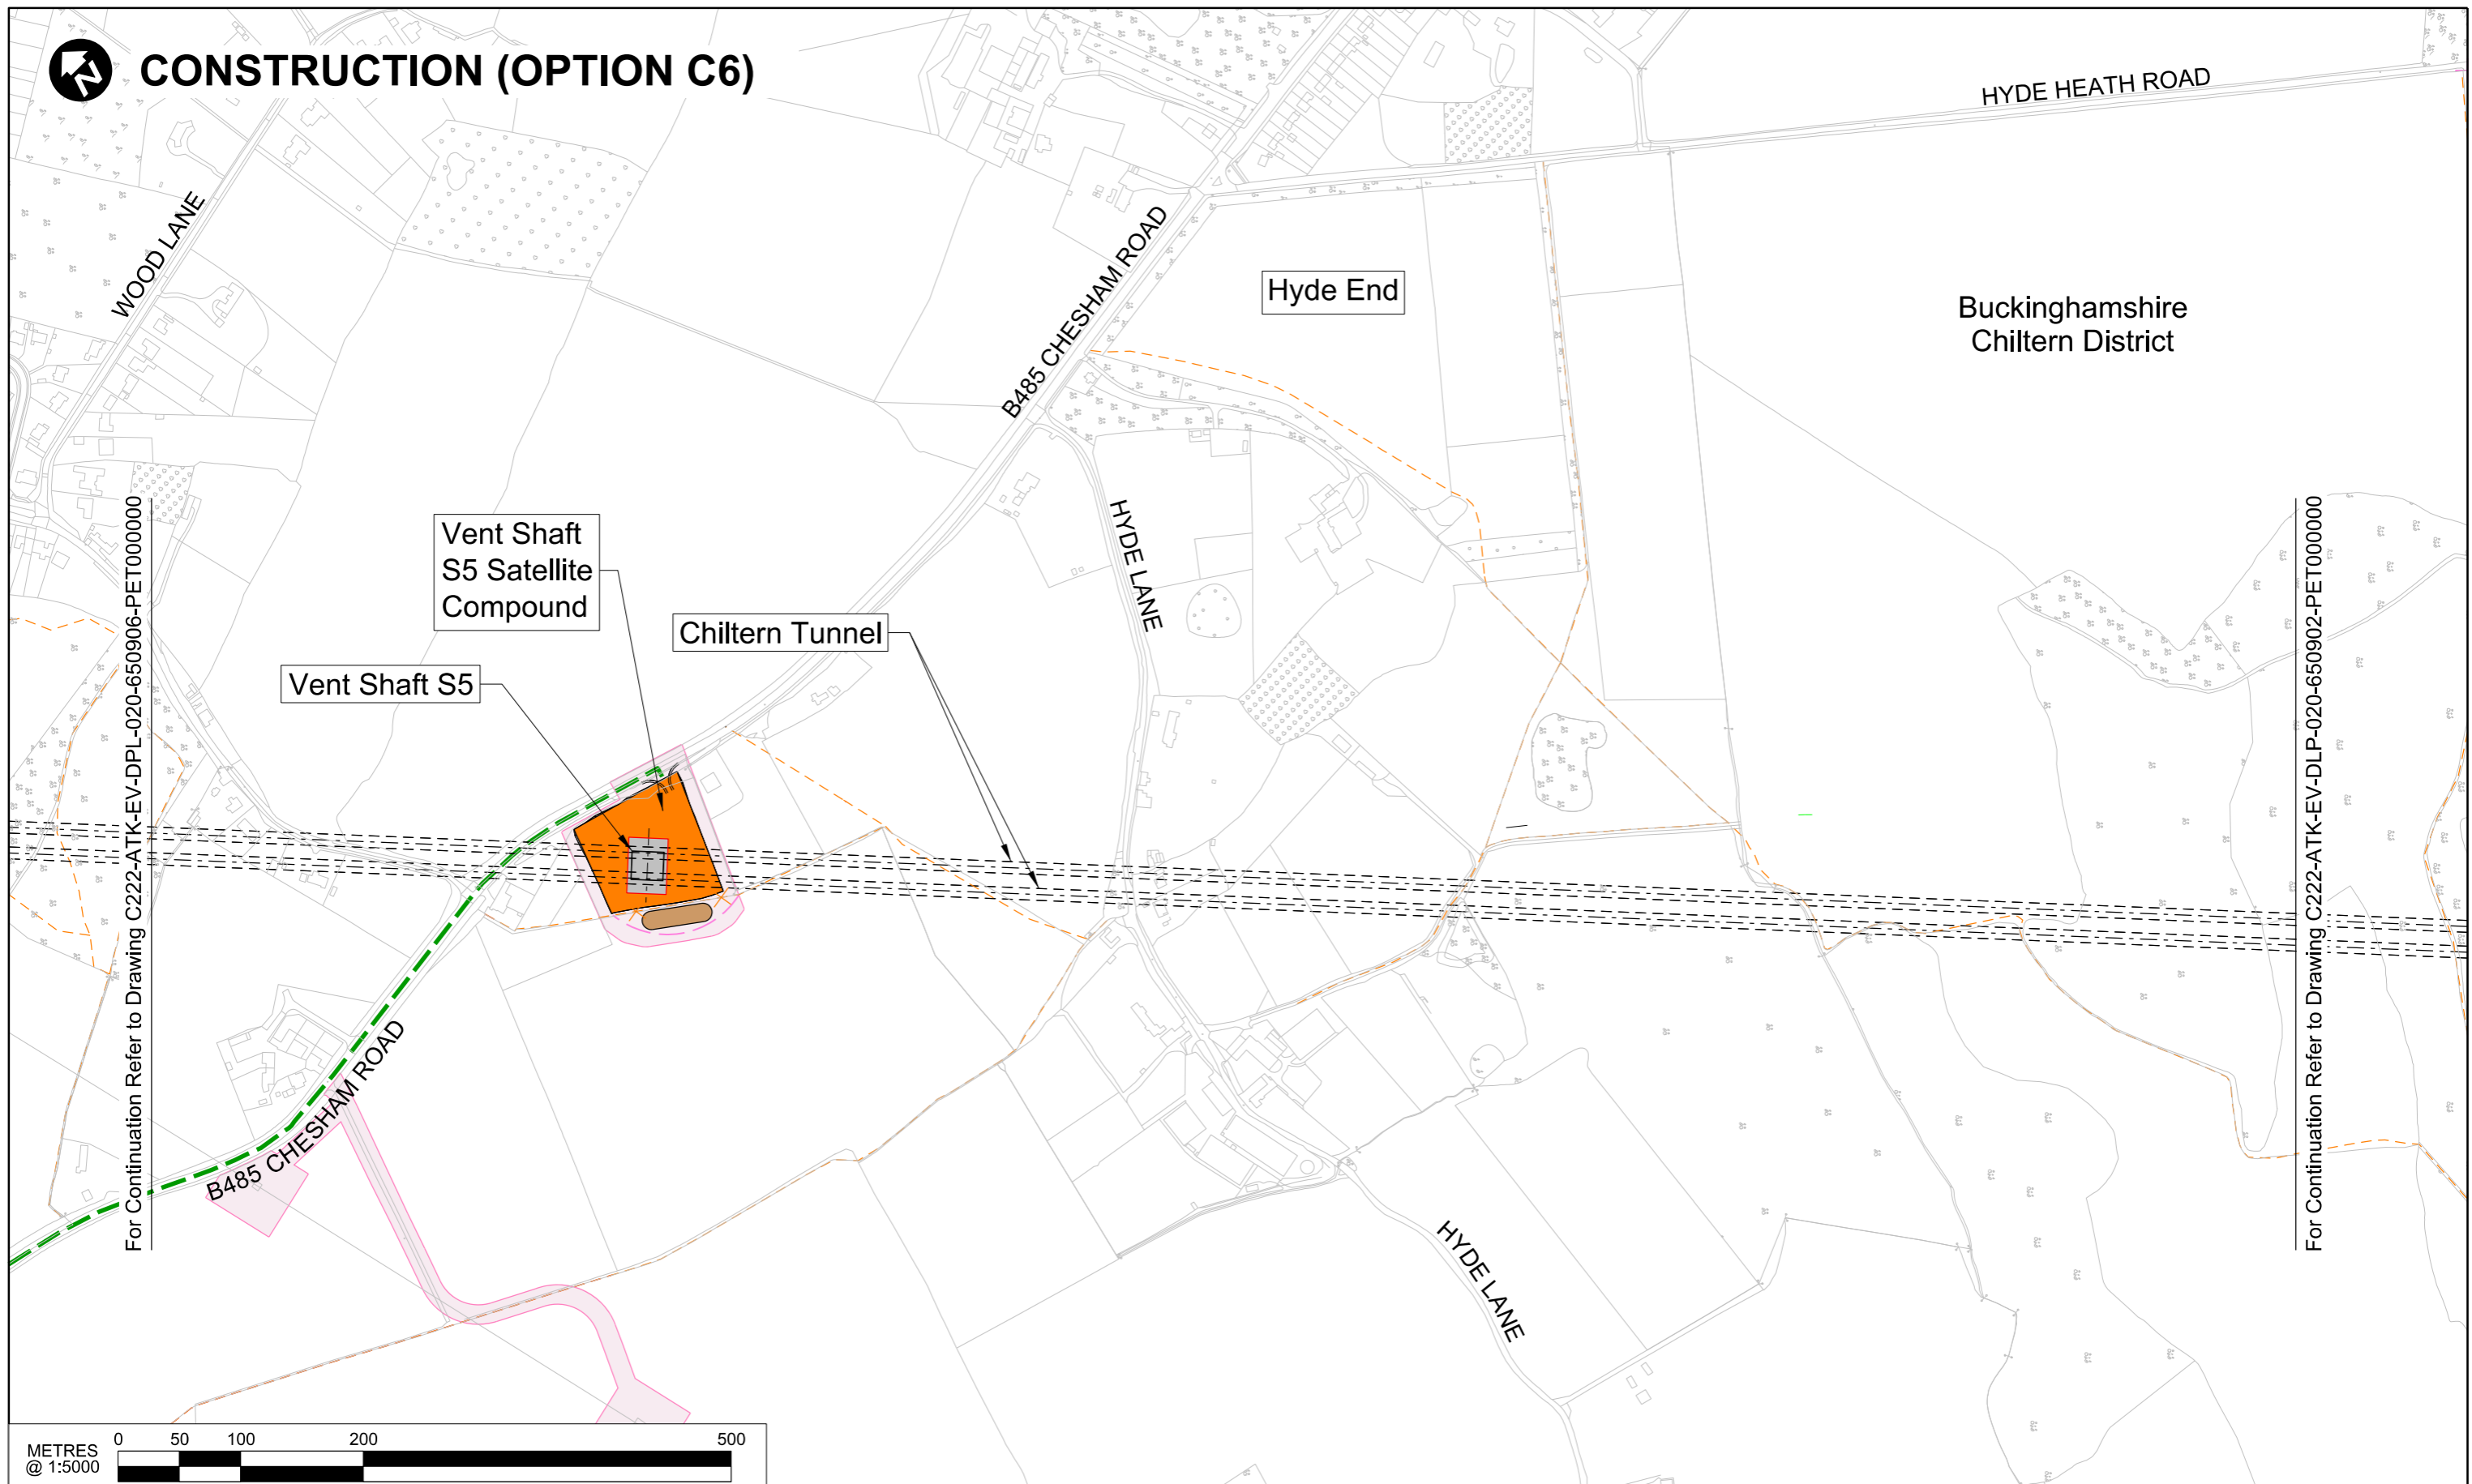 N
CONSTRUCTION (OPTION C6)
HYDE HEATH ROAD
WOOD LANE
B485 CHESHAM ROAD
Hyde End
Buckinghamshire
Chiltern District
HYDE LANE
Vent Shaft
S5 Satellite
Compound
Chiltern Tunnel
Vent Shaft S5
For Continuation Refer to Drawing C222-ATK-EV-DPL-020-650906-PET000000
For Continuation Refer to Drawing C222-ATK-EV-DLP-020-650902-PET000000
B485 CHESHAM ROAD
HYDE LANE
METRES
@ 1:5000
0 50 100 200 500